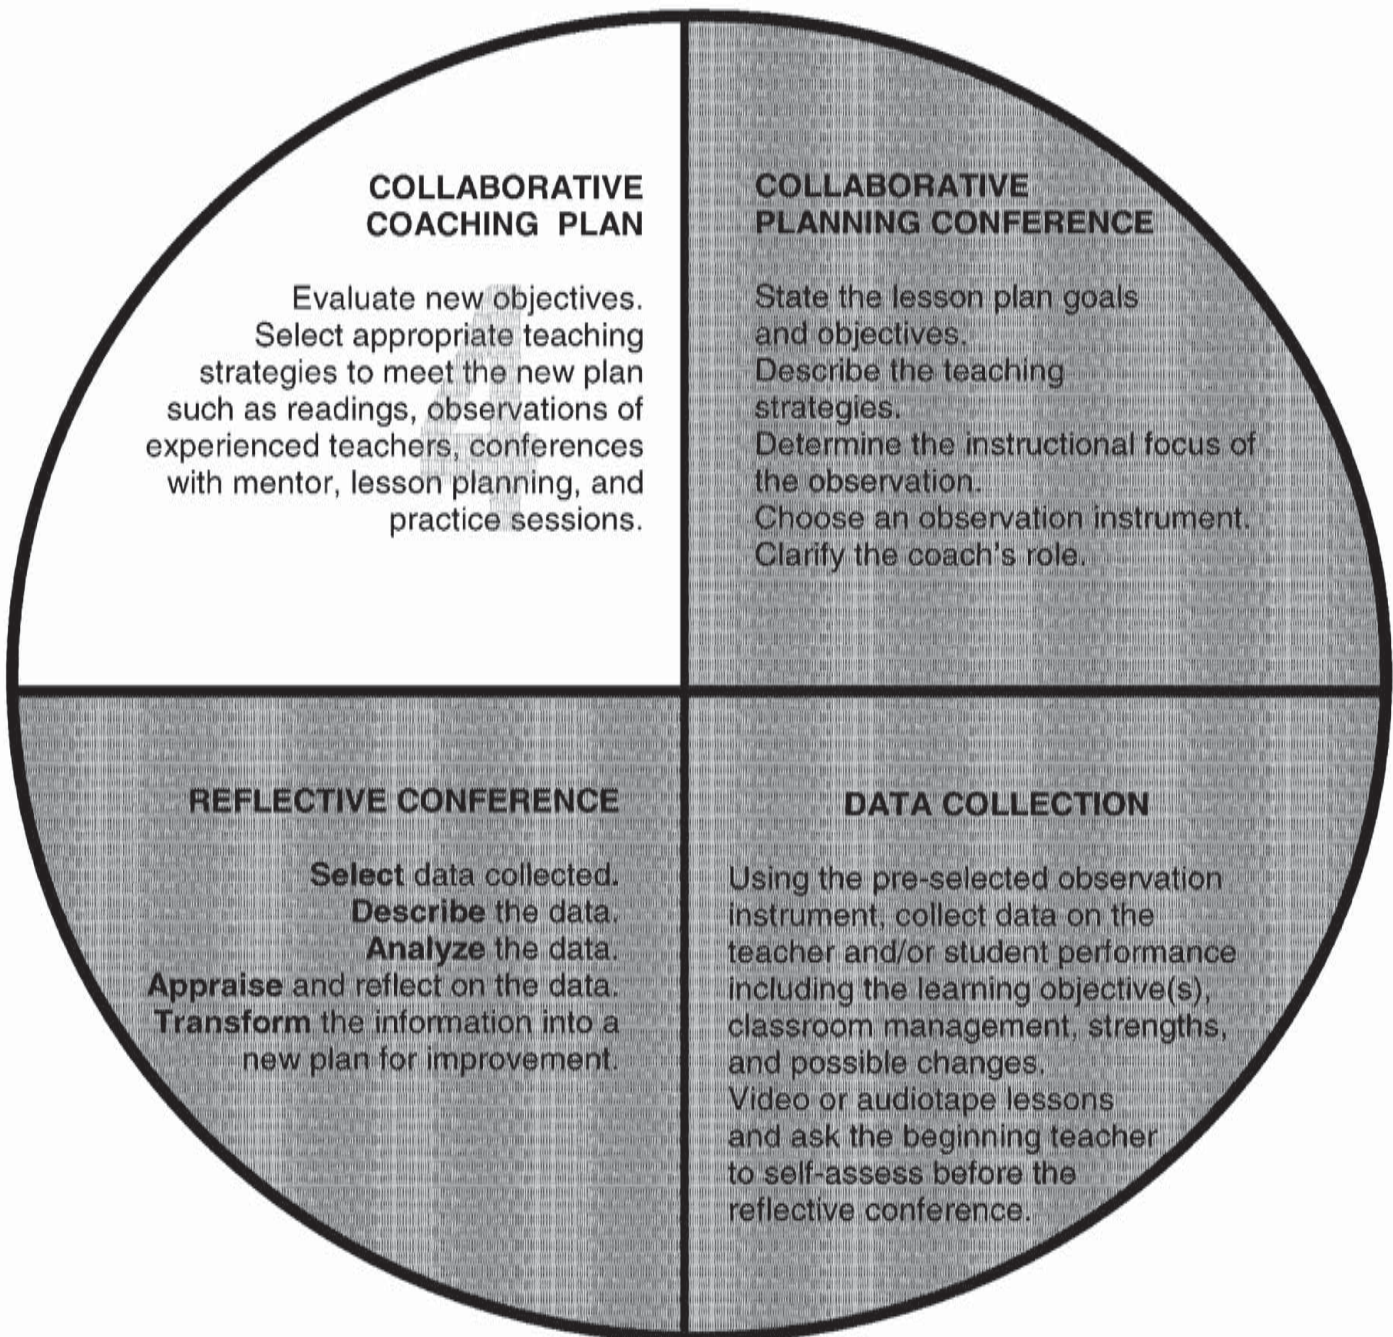 COLLABORATIVE
COACHING PLAN
Evaluate new objectives.
Select appropriate teaching
strategies to meet the new plan
such as readings, observations of
experienced teachers, conferences
with mentor, lesson planning, and
practice sessions.
4
COLLABORATIVE
PLANNING CONFERENCE
State the lesson plan goals
and objectives.
Describe the teaching
strategies.
Determine the instructional focus of
the observation.
Choose an observation instrument.
Clarify the coach's role.
REFLECTIVE CONFERENCE
Select data collected.
Describe the data.
Analyze the data.
Appraise and reflect on the data.
Transform the information into a
new plan for improvement.
DATA COLLECTION
Using the pre-selected observation
instrument, collect data on the
teacher and/or student performance
including the learning objective(s),
classroom management, strengths,
and possible changes.
Video or audiotape lessons
and ask the beginning teacher
to self-assess before the
reflective conference.